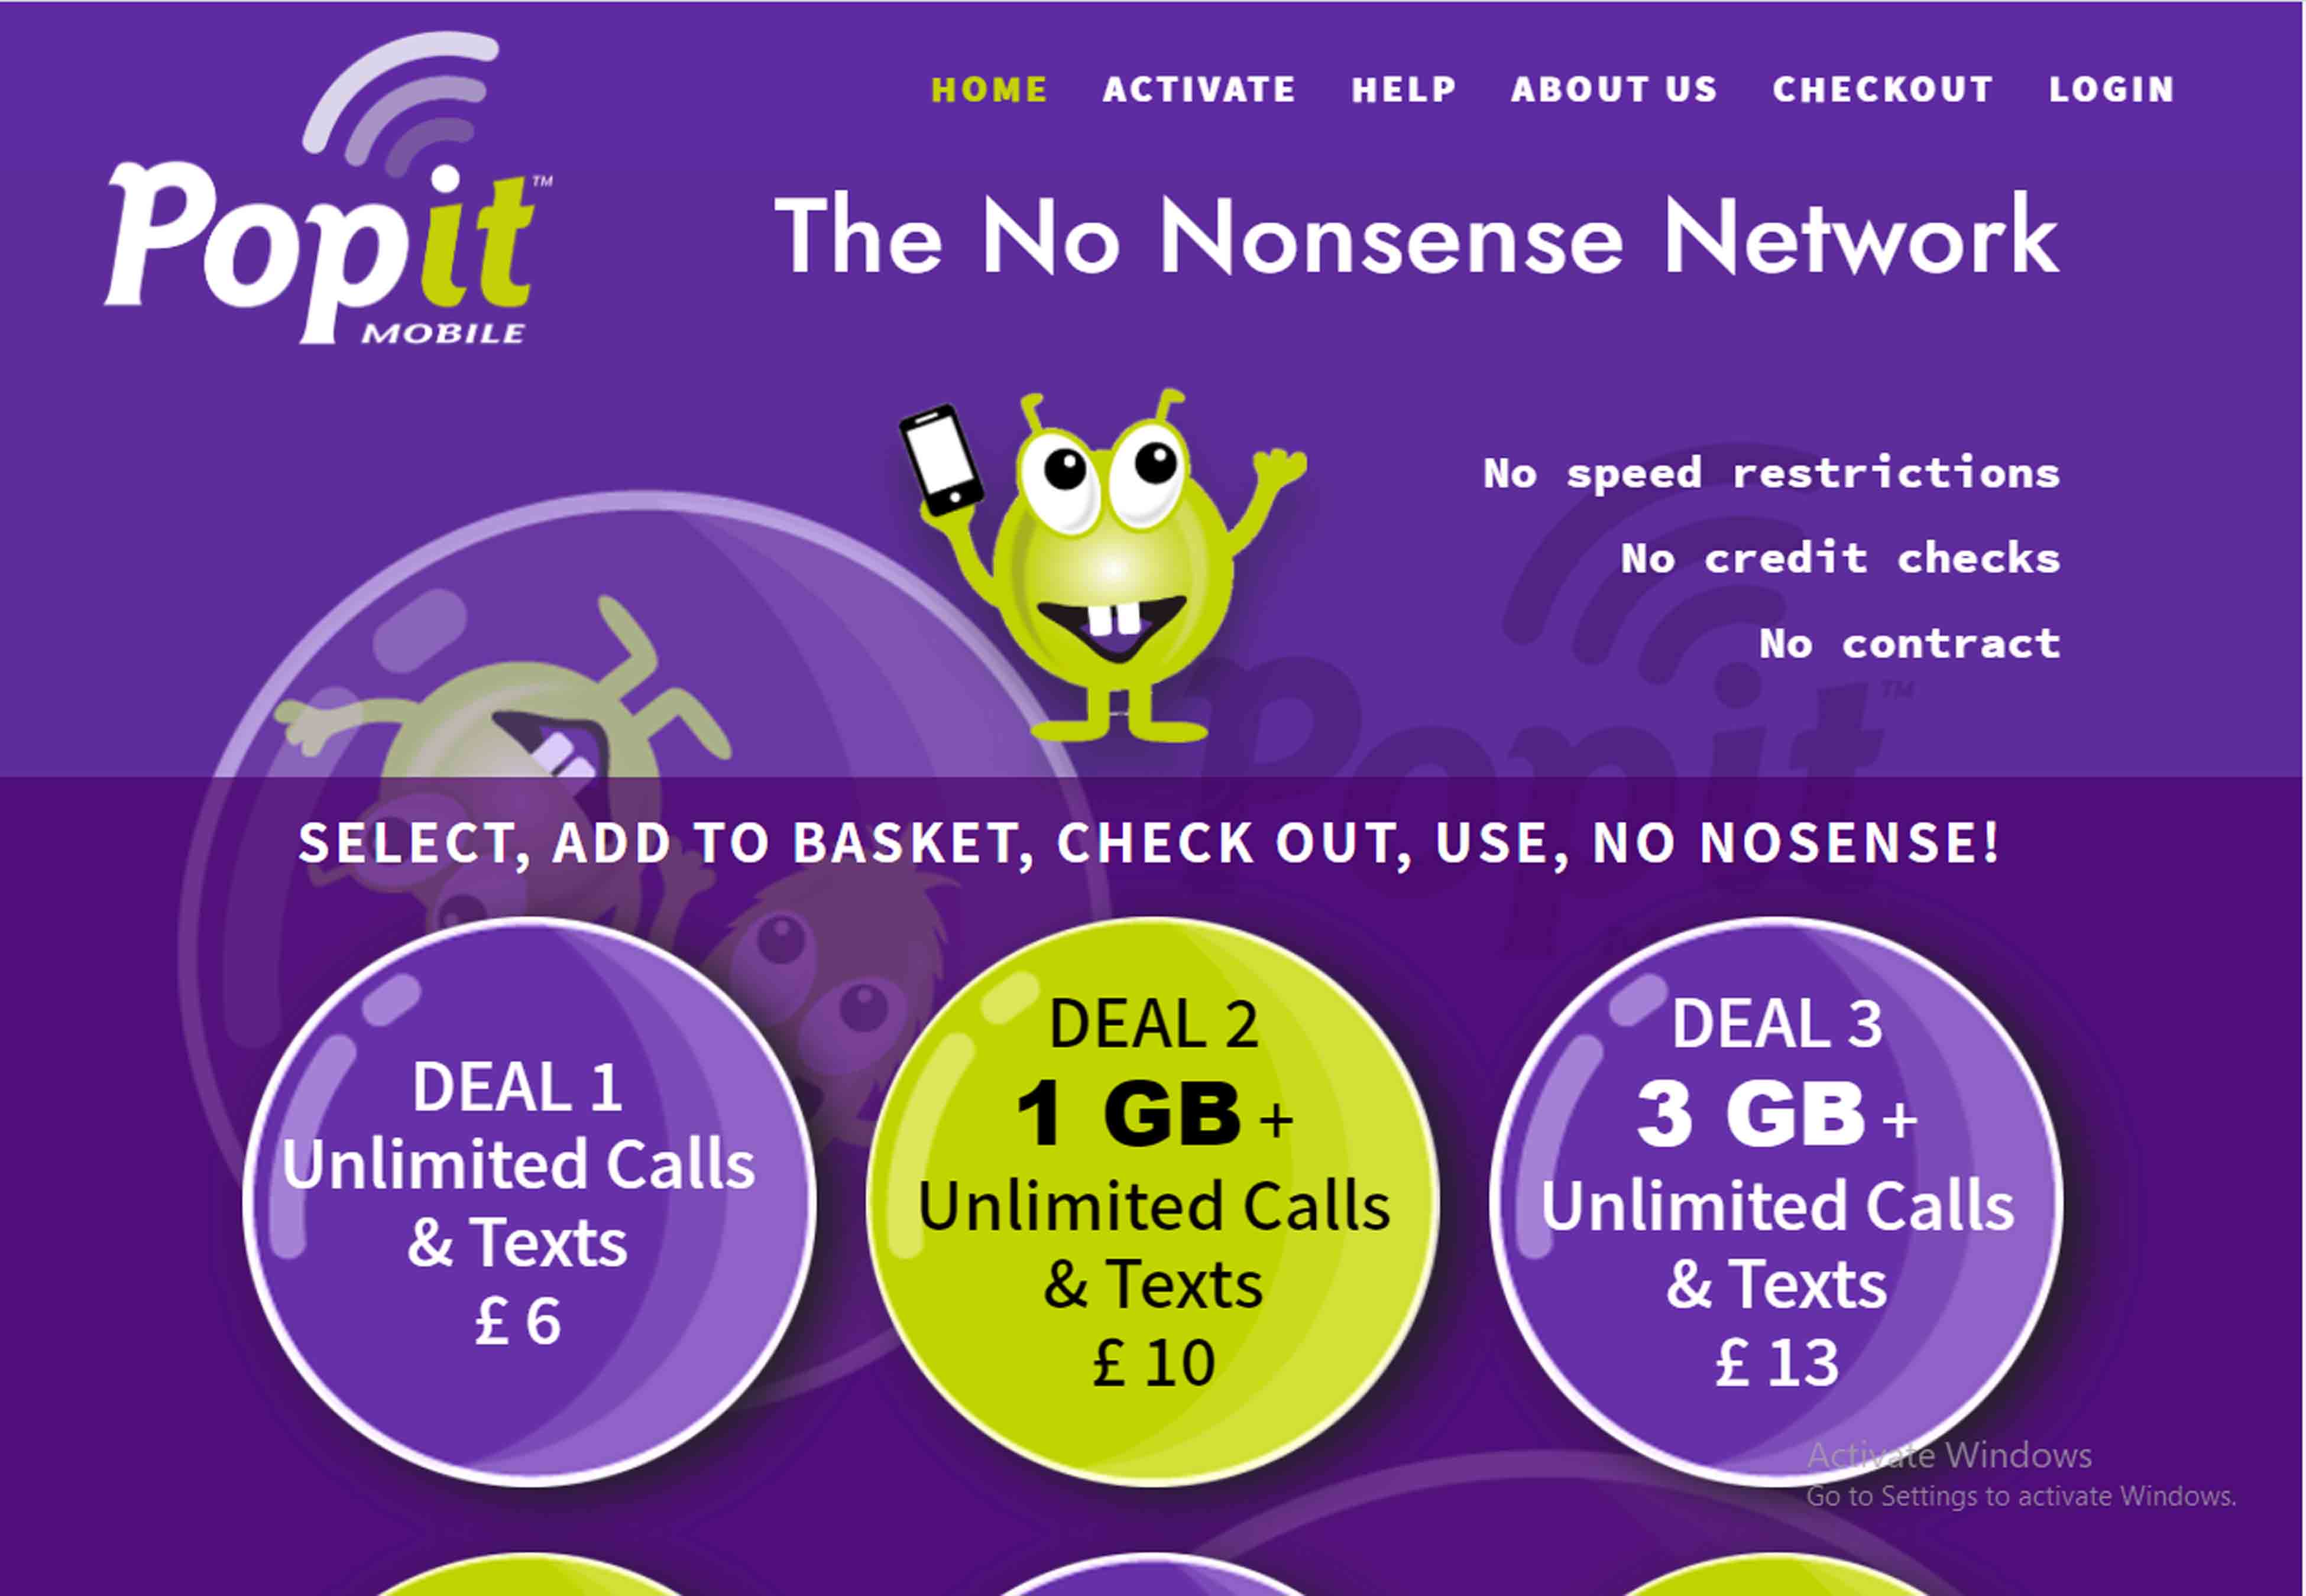 HOME ACTIVATE HELP ABOUT US CHECKOUT LOGIN
Popit™
MOBILE
The No Nonsense Network
No speed restrictions
No credit checks
No contract
Popit™
SELECT, ADD TO BASKET, CHECK OUT, USE, NO NOSENSE!
DEAL 1
Unlimited Calls
& Texts
£ 6
DEAL 2
1 GB +
Unlimited Calls
& Texts
£ 10
DEAL 3
3 GB +
Unlimited Calls
& Texts
£ 13
Activate Windows
Go to Settings to activate Windows.